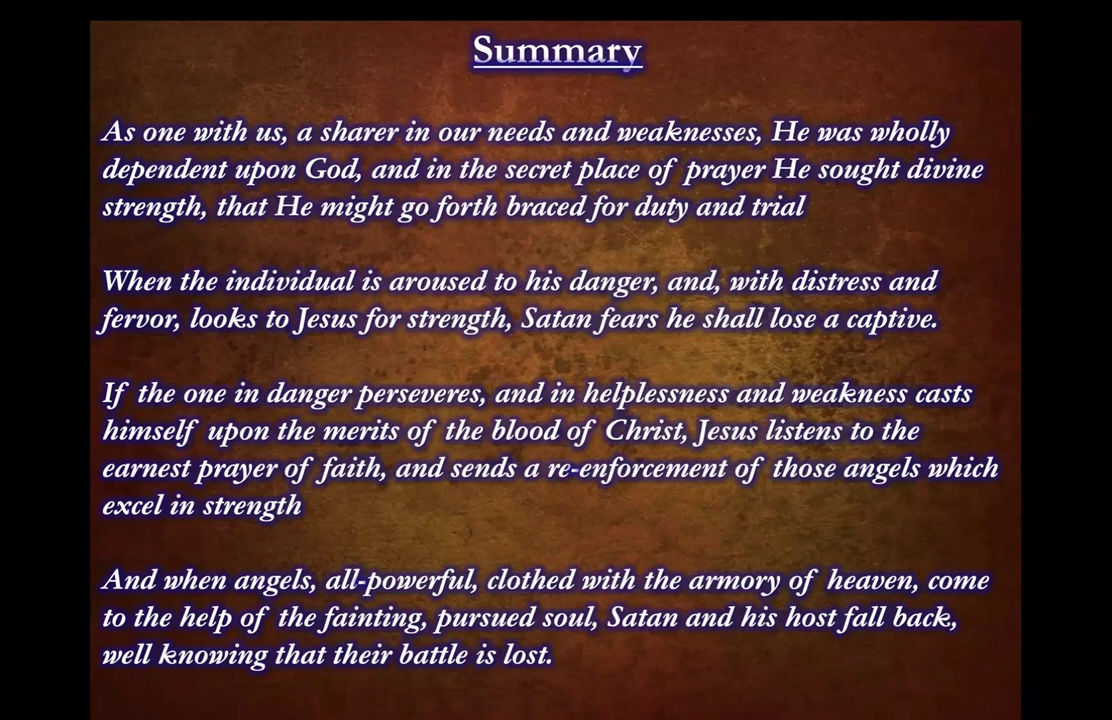 Summary
As one with us, a sharer in our needs and weaknesses, He was wholly
dependent upon God, and in the secret place of prayer He sought divine
strength, that He might go forth braced for duty and trial
When the individual is aroused to his danger, and, with distress and
fervor, looks to Jesus for strength, Satan fears he shall lose a captive.
If the one in danger perseveres, and in helplessness and weakness casts
himself upon the merits of the blood of Christ, Jesus listens to the
earnest prayer of faith, and sends a re-enforcement of those angels which
excel in strength
And when angels, all-powerful, clothed with the armory of heaven, come
to the help of the fainting, pursued soul, Satan and his host fall back,
well knowing that their battle is lost.